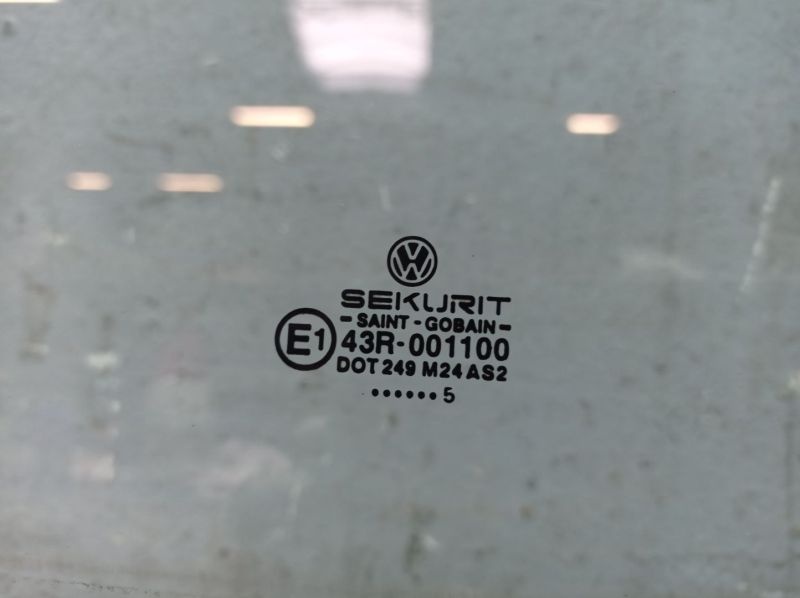 SEKURIT
- SAINT - GOBAIN -
E1 43R-001100
DOT 249 M24 AS2
...... 5